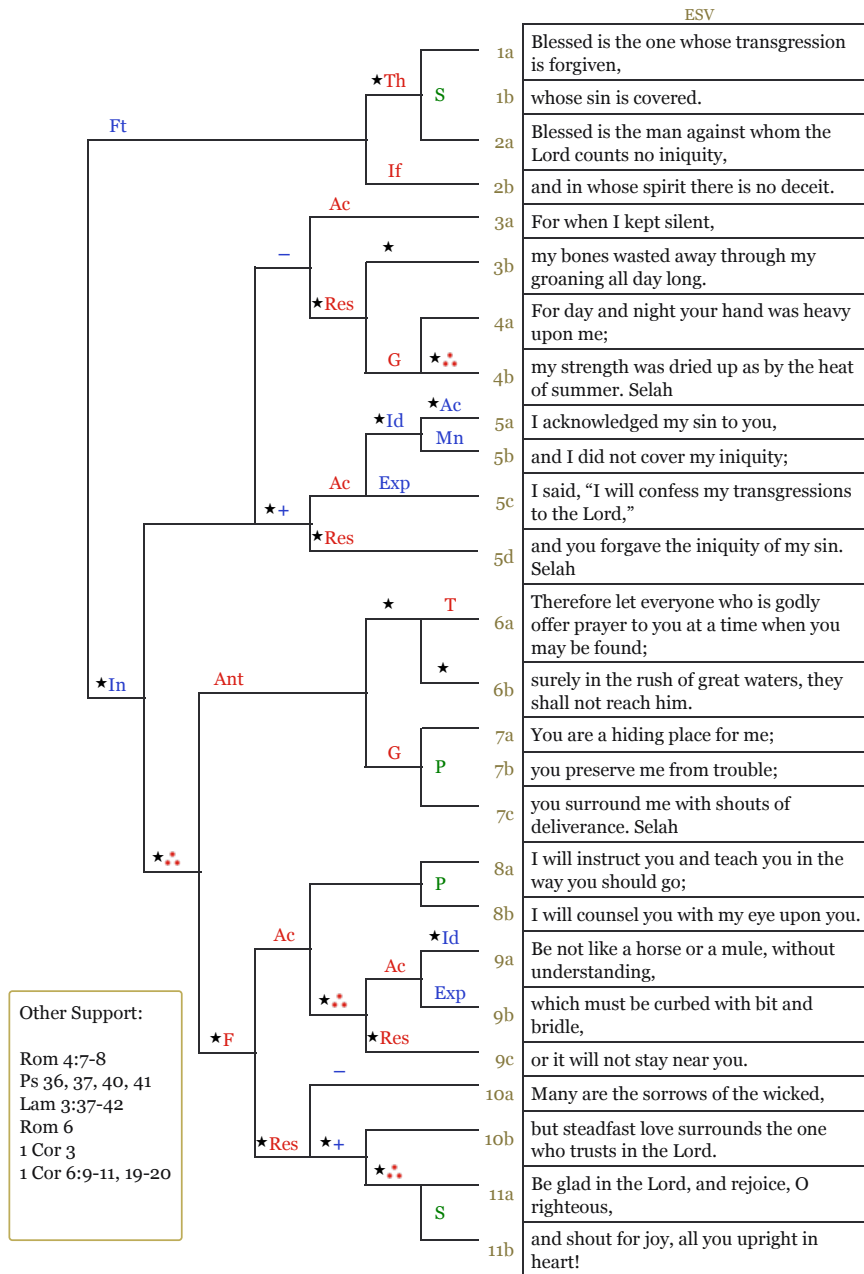 ESV
1a Blessed is the one whose transgression
is forgiven,
★Th
S
1b whose sin is covered.
Ft
2a Blessed is the man against whom the
Lord counts no iniquity,
If
2b and in whose spirit there is no deceit.
Ac
3a For when I kept silent,
–
★
3b my bones wasted away through my
groaning all day long.
★Res
4a For day and night your hand was heavy
upon me;
G
★∴
4b my strength was dried up as by the heat
of summer. Selah
★Id
★Ac
5a I acknowledged my sin to you,
Mn
5b and I did not cover my iniquity;
Ac
Exp
5c I said, “I will confess my transgressions
to the Lord,”
★+
★Res
5d and you forgave the iniquity of my sin.
Selah
★
T
6a Therefore let everyone who is godly
offer prayer to you at a time when you
may be found;
★In
Ant
★
6b surely in the rush of great waters, they
shall not reach him.
7a You are a hiding place for me;
G
P
7b you preserve me from trouble;
7c you surround me with shouts of
deliverance. Selah
★∴
8a I will instruct you and teach you in the
way you should go;
P
8b I will counsel you with my eye upon you.
Ac
★Id
9a Be not like a horse or a mule, without
understanding,
★∴
Ac
Exp
9b which must be curbed with bit and
bridle,
★F
★Res
9c or it will not stay near you.
–
10a Many are the sorrows of the wicked,
★Res
★+
10b but steadfast love surrounds the one
who trusts in the Lord.
★∴
11a Be glad in the Lord, and rejoice, O
righteous,
S
11b and shout for joy, all you upright in
heart!
Other Support:
Rom 4:7-8
Ps 36, 37, 40, 41
Lam 3:37-42
Rom 6
1 Cor 3
1 Cor 6:9-11, 19-20